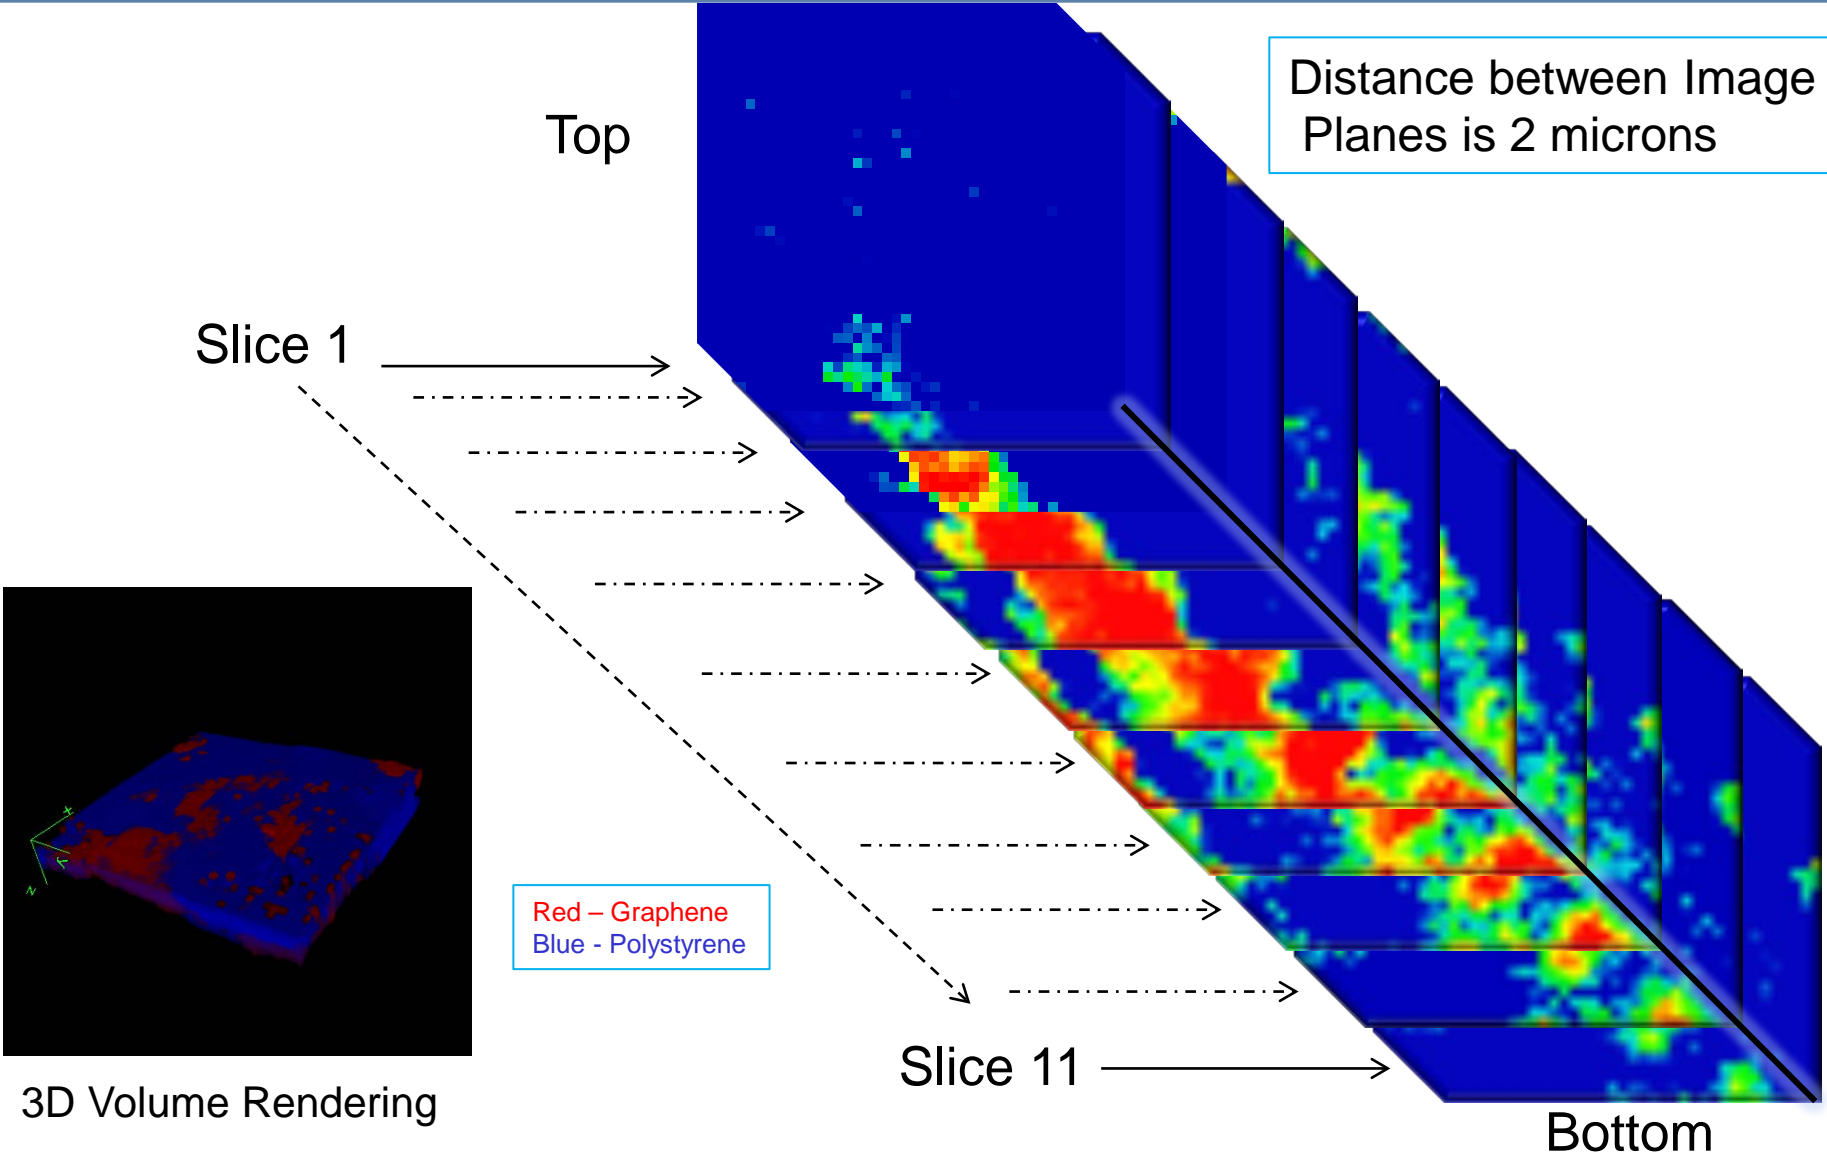 Top
Distance between Image
Planes is 2 microns
Slice 1
Red – Graphene
Blue - Polystyrene
X
Y
Z
Slice 11
3D Volume Rendering
Bottom